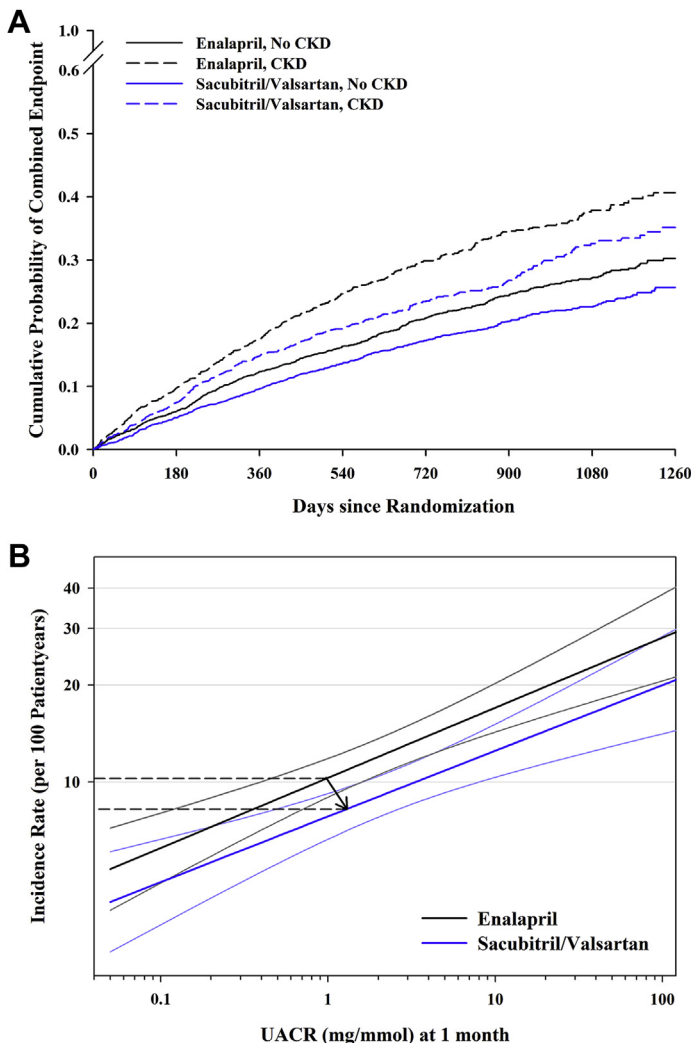 A
1.0
0.6
0.5
0.4
0.3
0.2
0.1
0.0
Cumulative Probability of Combined Endpoint
Enalapril, No CKD
Enalapril, CKD
Sacubitril/Valsartan, No CKD
Sacubitril/Valsartan, CKD
0 180 360 540 720 900 1080 1260
Days since Randomization
B
40
30
20
10
Incidence Rate (per 100 Patientyears)
Enalapril
Sacubitril/Valsartan
0.1 1 10 100
UACR (mg/mmol) at 1 month